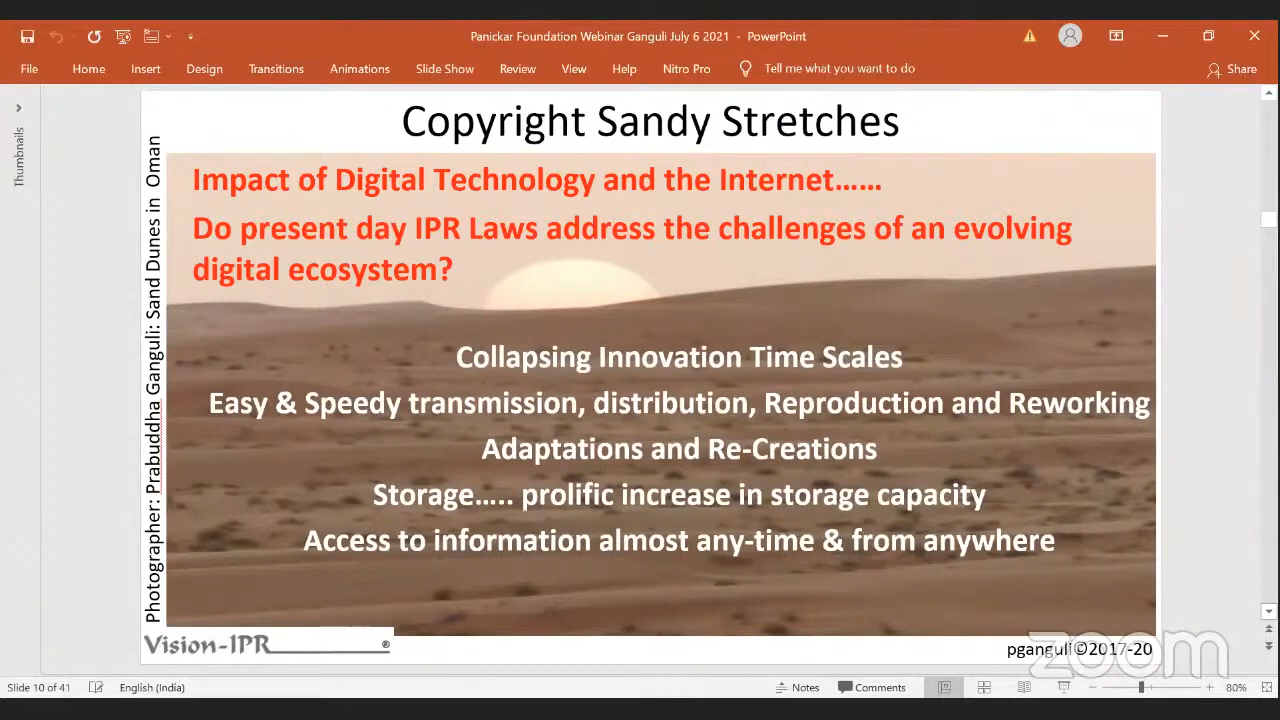 Panickar Foundation Webinar Ganguli July 6 2021 - PowerPoint
File Home Insert Design Transitions Animations Slide Show Review View Help Nitro Pro Tell me what you want to do Share
Thumbnails
Copyright Sandy Stretches
Photographer: Prabuddha Ganguli: Sand Dunes in Oman
Impact of Digital Technology and the Internet……
Do present day IPR Laws address the challenges of an evolving
digital ecosystem?
Collapsing Innovation Time Scales
Easy & Speedy transmission, distribution, Reproduction and Reworking
Adaptations and Re-Creations
Storage….. prolific increase in storage capacity
Access to information almost any-time & from anywhere
Vision-IPR ®
pganguli©2017-20
zoom
Slide 10 of 41 English (India) Notes Comments 80%